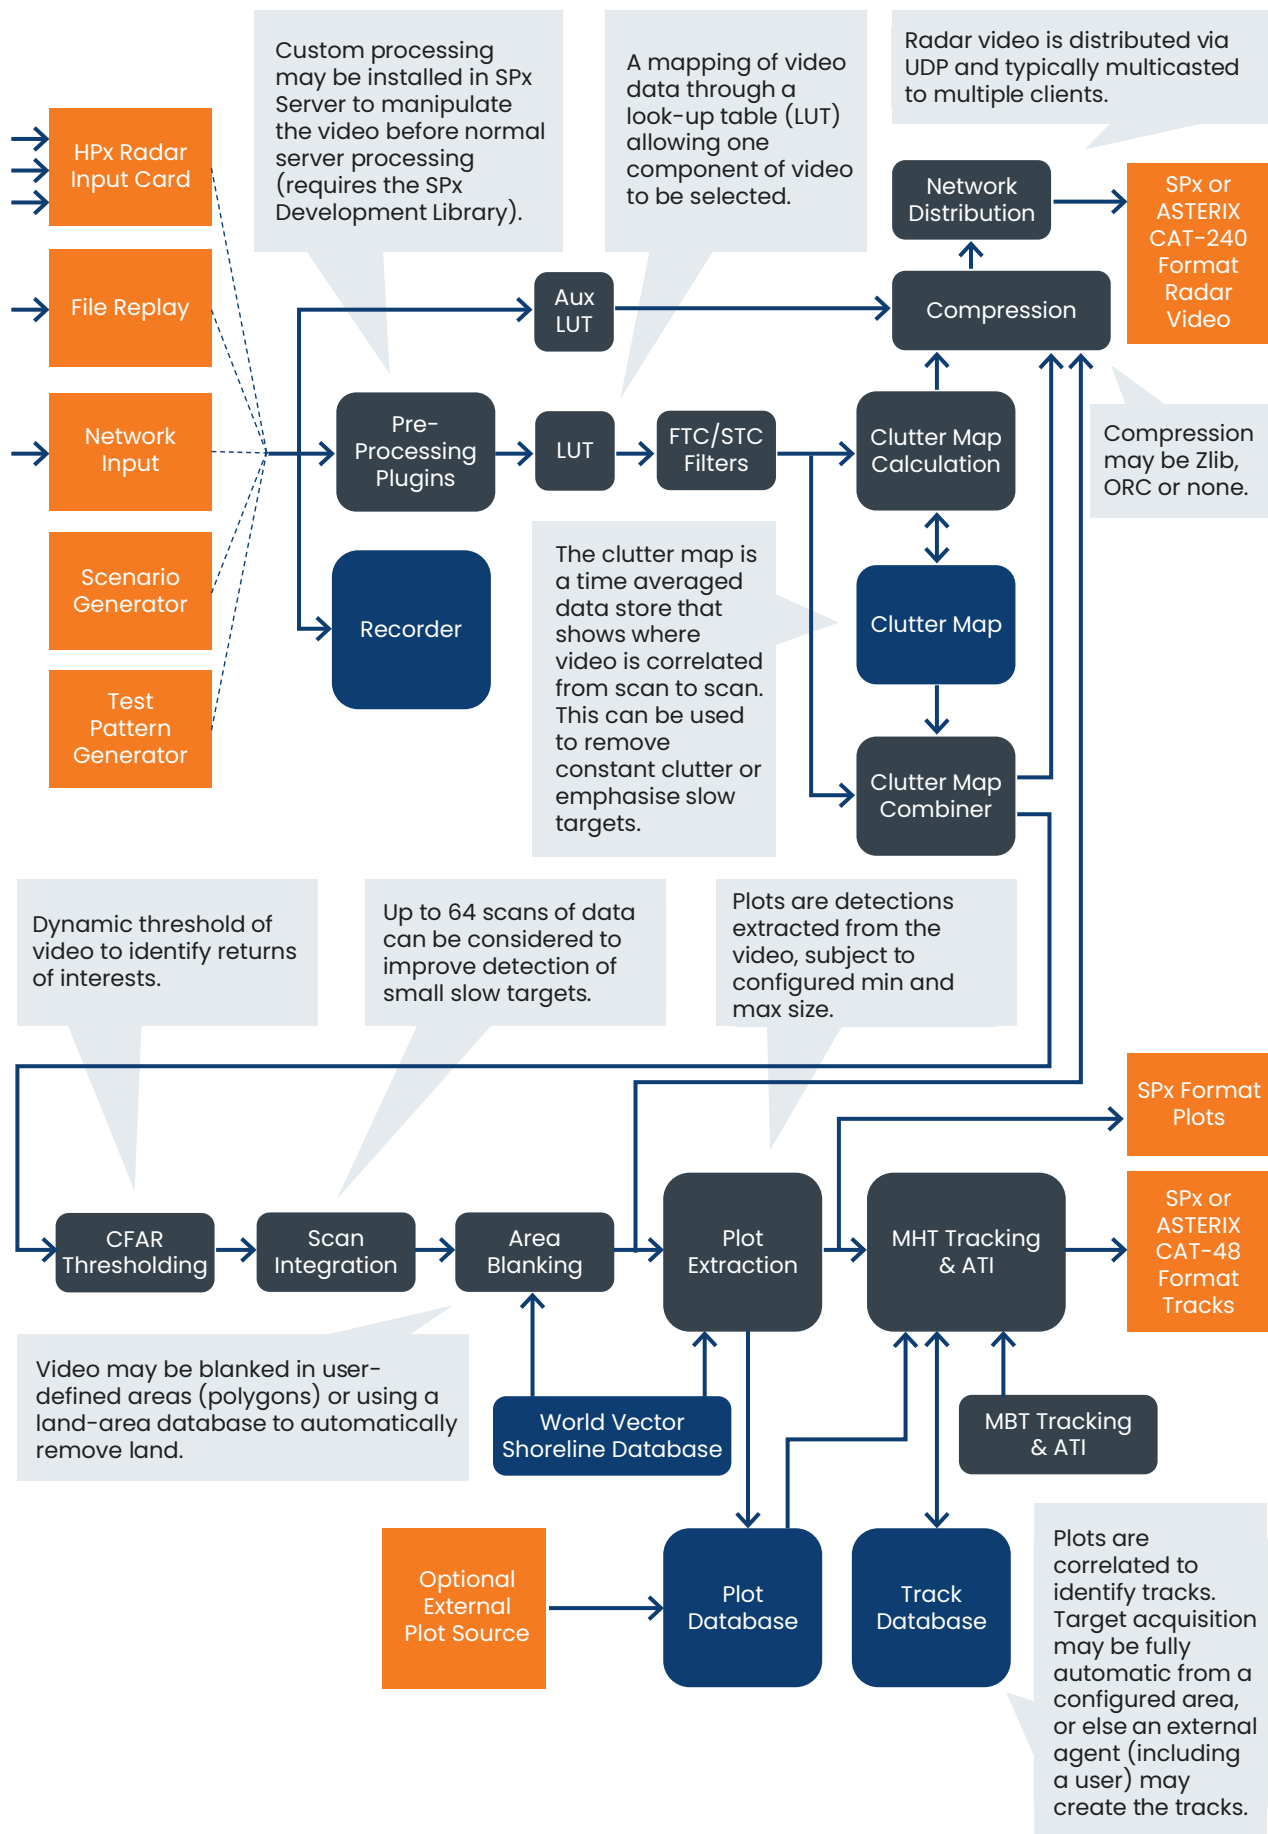 Custom processing
may be installed in SPx
Server to manipulate
the video before normal
server processing
(requires the SPx
Development Library).
A mapping of video
data through a
look-up table (LUT)
allowing one
component of video
to be selected.
Radar video is distributed via
UDP and typically multicasted
to multiple clients.
HPx Radar
Input Card
File Replay
Network
Input
Scenario
Generator
Test
Pattern
Generator
Network
Distribution
SPx or
ASTERIX
CAT-240
Format
Radar
Video
Aux
LUT
Compression
Pre-
Processing
Plugins
LUT
FTC/STC
Filters
Clutter Map
Calculation
Compression
may be Zlib,
ORC or none.
Recorder
The clutter map is
a time averaged
data store that
shows where
video is correlated
from scan to scan.
This can be used
to remove
constant clutter or
emphasise slow
targets.
Clutter Map
Clutter Map
Combiner
Dynamic threshold of
video to identify returns
of interests.
Up to 64 scans of data
can be considered to
improve detection of
small slow targets.
Plots are detections
extracted from the
video, subject to
configured min and
max size.
SPx Format
Plots
CFAR
Thresholding
Scan
Integration
Area
Blanking
Plot
Extraction
MHT Tracking
& ATI
SPx or
ASTERIX
CAT-48
Format
Tracks
Video may be blanked in user-
defined areas (polygons) or using a
land-area database to automatically
remove land.
World Vector
Shoreline Database
MBT Tracking
& ATI
Optional
External
Plot Source
Plot
Database
Track
Database
Plots are
correlated to
identify tracks.
Target acquisition
may be fully
automatic from a
configured area,
or else an external
agent (including
a user) may
create the tracks.